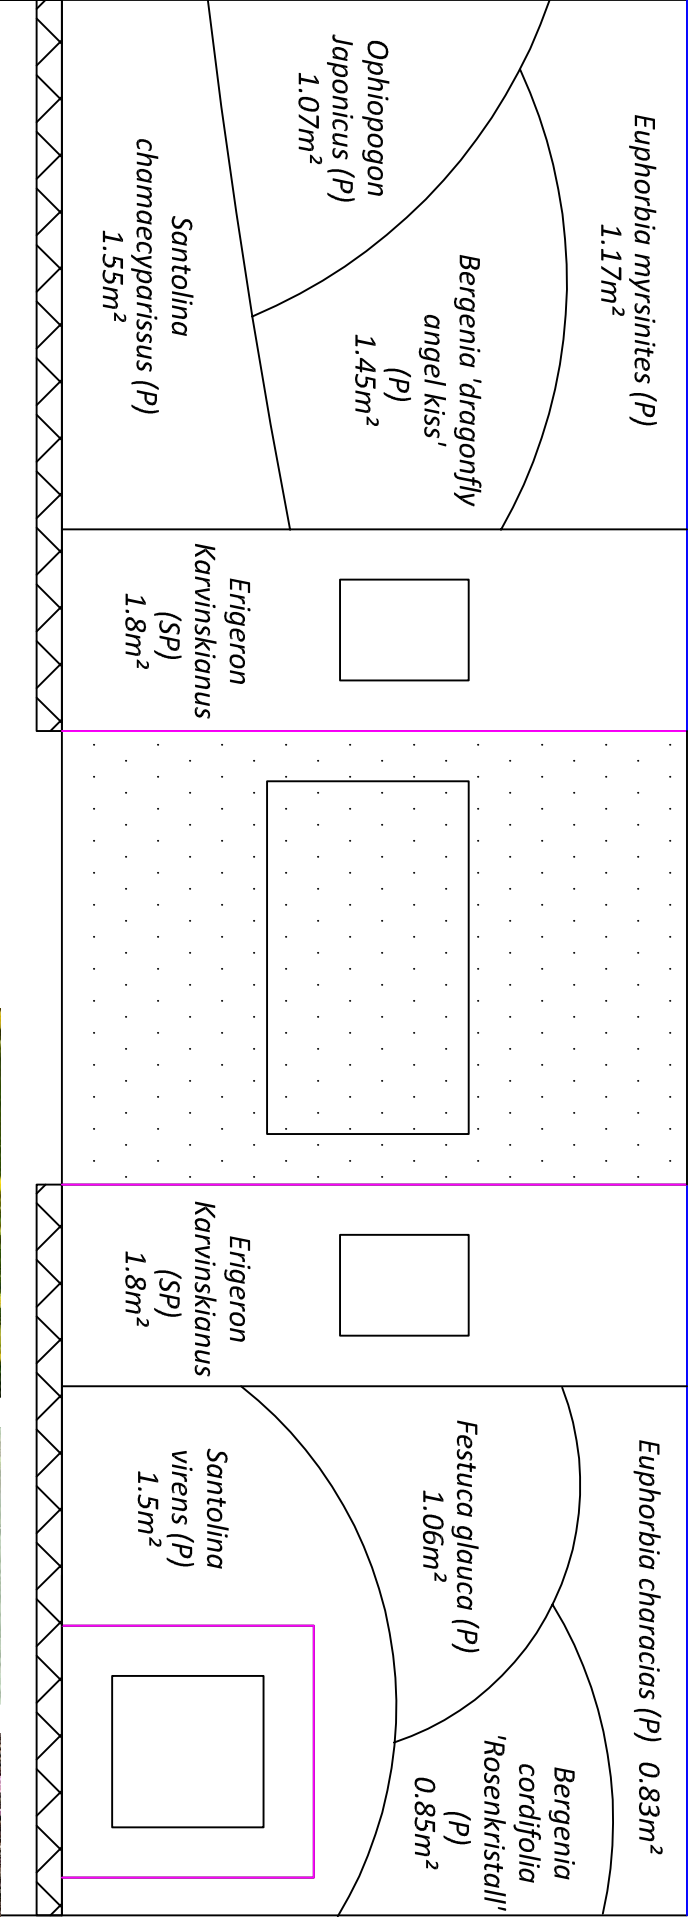 Euphorbia myrsinites (P)
1.17m²
Ophiopogon
Japonicus (P)
1.07m²
Bergenia 'dragonfly
angel kiss'
(P)
1.45m²
Santolina
chamaecyparissus (P)
1.55m²
Erigeron
Karvinskianus
(SP)
1.8m²
Erigeron
Karvinskianus
(SP)
1.8m²
Euphorbia characias (P) 0.83m²
Festuca glauca (P)
1.06m²
Santolina
virens (P)
1.5m²
Bergenia
cordifolia
'Rosenkristall'
(P)
0.85m²